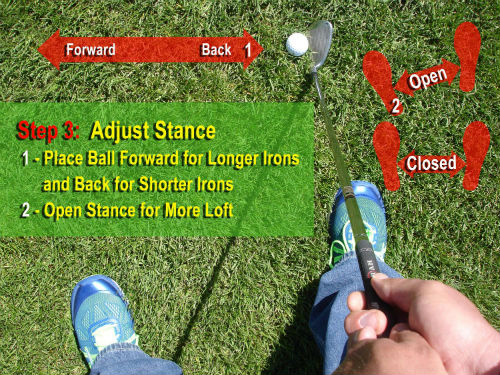 Forward Back 1
Open
2
Step 3: Adjust Stance
1 - Place Ball Forward for Longer Irons
and Back for Shorter Irons
2 - Open Stance for More Loft
Closed